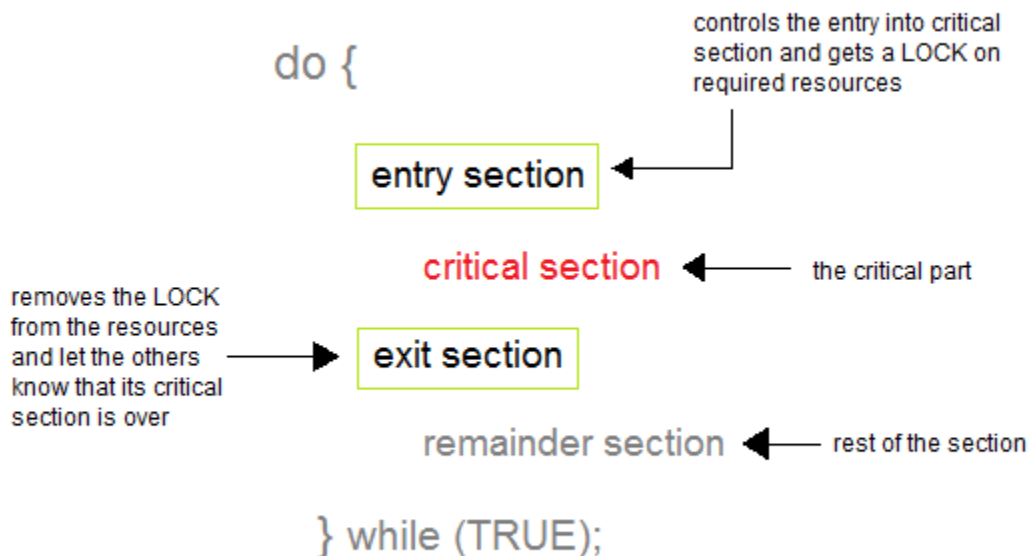 do {
controls the entry into critical
section and gets a LOCK on
required resources
entry section
critical section
the critical part
removes the LOCK
from the resources
and let the others
know that its critical
section is over
exit section
remainder section
rest of the section
} while (TRUE);